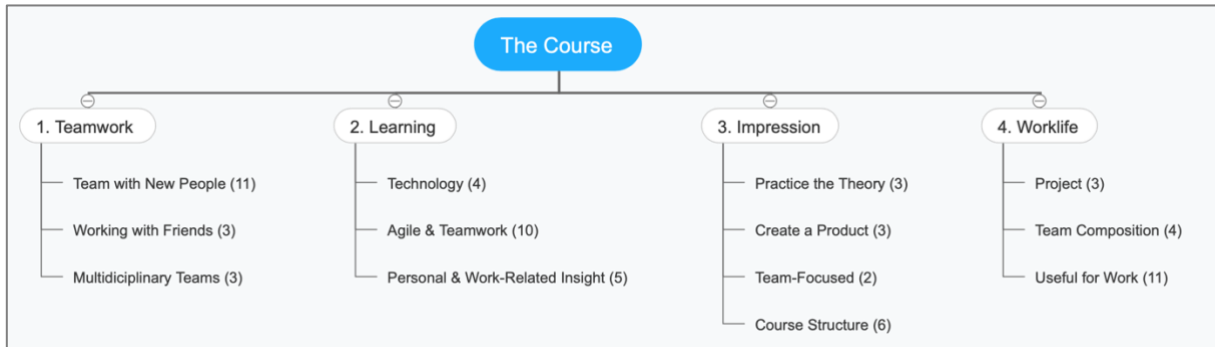 The Course
1. Teamwork
Team with New People (11)
Working with Friends (3)
Multidiciplinary Teams (3)
2. Learning
Technology (4)
Agile & Teamwork (10)
Personal & Work-Related Insight (5)
3. Impression
Practice the Theory (3)
Create a Product (3)
Team-Focused (2)
Course Structure (6)
4. Worklife
Project (3)
Team Composition (4)
Useful for Work (11)